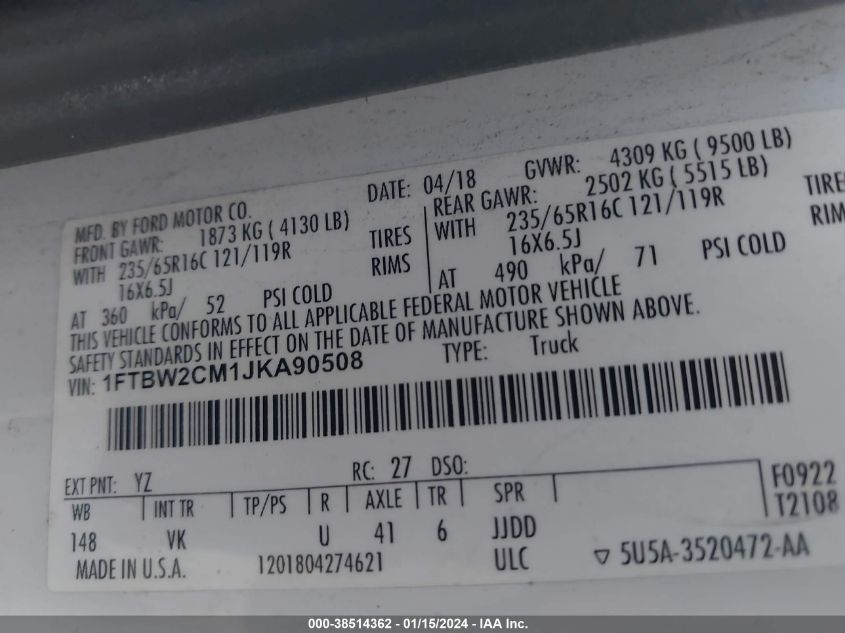 MFD. BY FORD MOTOR CO. DATE: 04/18 GVWR: 4309 KG ( 9500 LB)
FRONT GAWR: 1873 KG ( 4130 LB) REAR GAWR: 2502 KG ( 5515 LB)
WITH 235/65R16C 121/119R TIRES WITH 235/65R16C 121/119R TIRE
16X6.5J RIMS 16X6.5J RIMS
AT 360 kPa/ 52 PSI COLD AT 490 kPa/ 71 PSI COLD
THIS VEHICLE CONFORMS TO ALL APPLICABLE FEDERAL MOTOR VEHICLE
SAFETY STANDARDS IN EFFECT ON THE DATE OF MANUFACTURE SHOWN ABOVE.
VIN: 1FTBW2CM1JKA90508 TYPE: Truck
EXT PNT: YZ RC: 27 DSO:
WB INT TR TP/PS R AXLE TR SPR F0922
T2108
148 VK U 41 6 JJDD
MADE IN U.S.A. 1201804274621 ULC ▽ 5U5A-3520472-AA
000-38514362 - 01/15/2024 - IAA Inc.